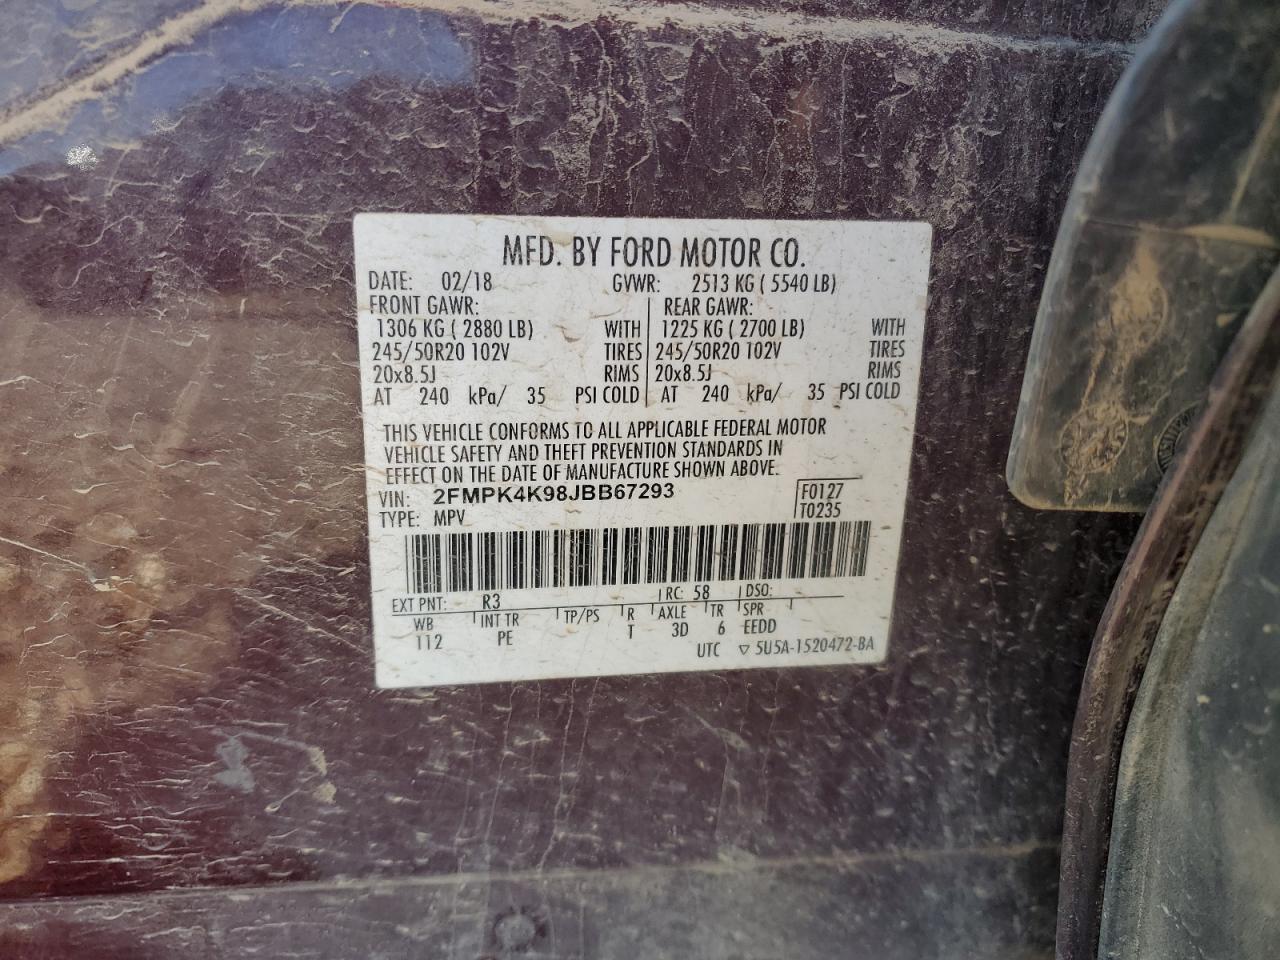 MFD. BY FORD MOTOR CO.
DATE: 02/18 GVWR: 2513 KG ( 5540 LB)
FRONT GAWR: REAR GAWR:
1306 KG ( 2880 LB) WITH 1225 KG ( 2700 LB) WITH
245/50R20 102V TIRES 245/50R20 102V TIRES
20x8.5J RIMS 20x8.5J RIMS
AT 240 kPa/ 35 PSI COLD AT 240 kPa/ 35 PSI COLD
THIS VEHICLE CONFORMS TO ALL APPLICABLE FEDERAL MOTOR
VEHICLE SAFETY AND THEFT PREVENTION STANDARDS IN
EFFECT ON THE DATE OF MANUFACTURE SHOWN ABOVE.
VIN: 2FMPK4K98JBB67293 F0127
TYPE: MPV T0235
EXT PNT: R3 RC: 58 DSO:
WB INT TR TP/PS R AXLE TR SPR
112 PE T 3D 6 EEDD
UTC ▽ 5U5A-1520472-BA